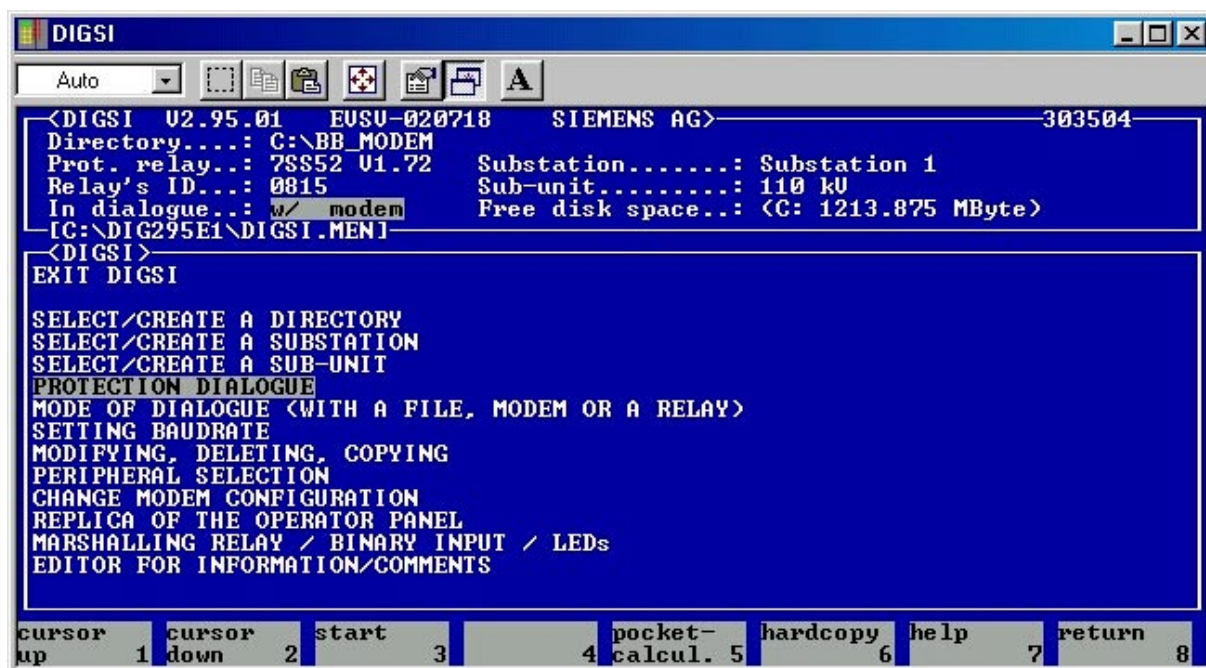 DIGSI
Auto
A
<DIGSI V2.95.01 EVSV-020718 SIEMENS AG> 303504
Directory....: C:\BB_MODEM
Prot. relay..: 7SS52 V1.72 Substation.......: Substation 1
Relay's ID...: 0815 Sub-unit.........: 110 kV
In dialogue..: w/ modem Free disk space..: (C: 1213.875 MByte)
[C:\DIG295E1\DIGSI.MEN]
<DIGSI>
EXIT DIGSI
SELECT/CREATE A DIRECTORY
SELECT/CREATE A SUBSTATION
SELECT/CREATE A SUB-UNIT
PROTECTION DIALOGUE
MODE OF DIALOGUE (WITH A FILE, MODEM OR A RELAY)
SETTING BAUDRATE
MODIFYING, DELETING, COPYING
PERIPHERAL SELECTION
CHANGE MODEM CONFIGURATION
REPLICA OF THE OPERATOR PANEL
MARSHALLING RELAY / BINARY INPUT / LEDs
EDITOR FOR INFORMATION/COMMENTS
cursor cursor start pocket- hardcopy help return
up 1 down 2 3 4 calcul. 5 6 7 8